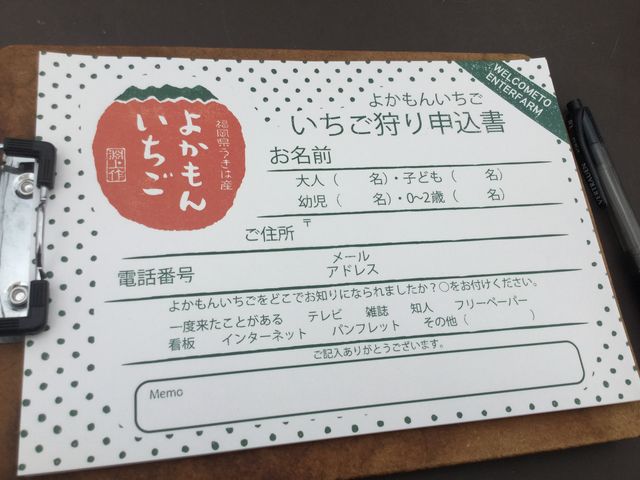 福岡県うきは産
よかもん
いちご
渕上作
WELCOME TO
ENTERFARM
よかもんいちご
いちご狩り申込書
お名前
大人（　　名）・子ども（　　名）
幼児（　　名）・0~2歳（　　名）
ご住所 〒
電話番号
メール
アドレス
よかもんいちごをどこでお知りになられましたか？○をお付けください。
一度来たことがある　テレビ　雑誌　知人　フリーペーパー
看板　インターネット　パンフレット　その他（　　　　　）
ご記入ありがとうございます。
Memo